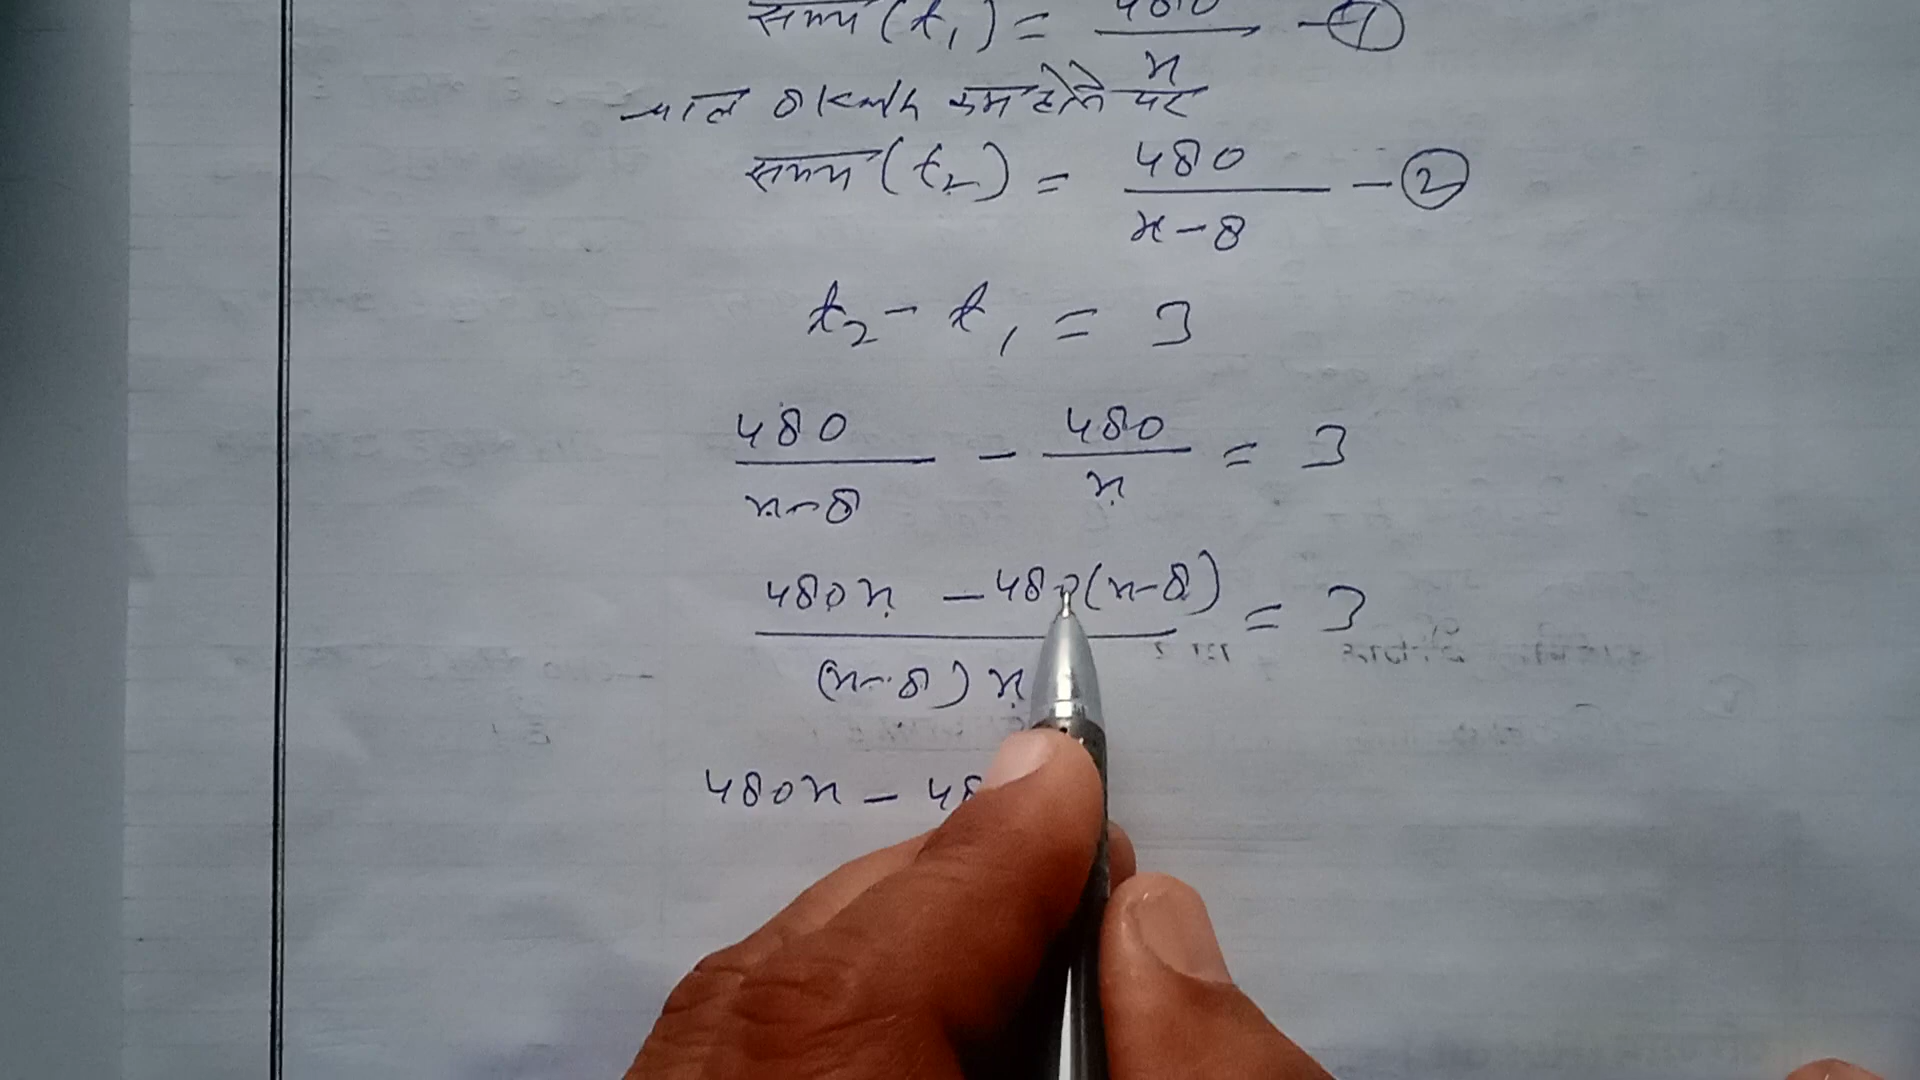 समय (t₁) = 480/x - ①
चाल 8 km/h कम होने पर
समय (t₂) = 480/x-8 - ②
t₂ - t₁ = 3
480/x-8 - 480/x = 3
480x - 480(x-8)/(x-8)x = 3
480x - 48